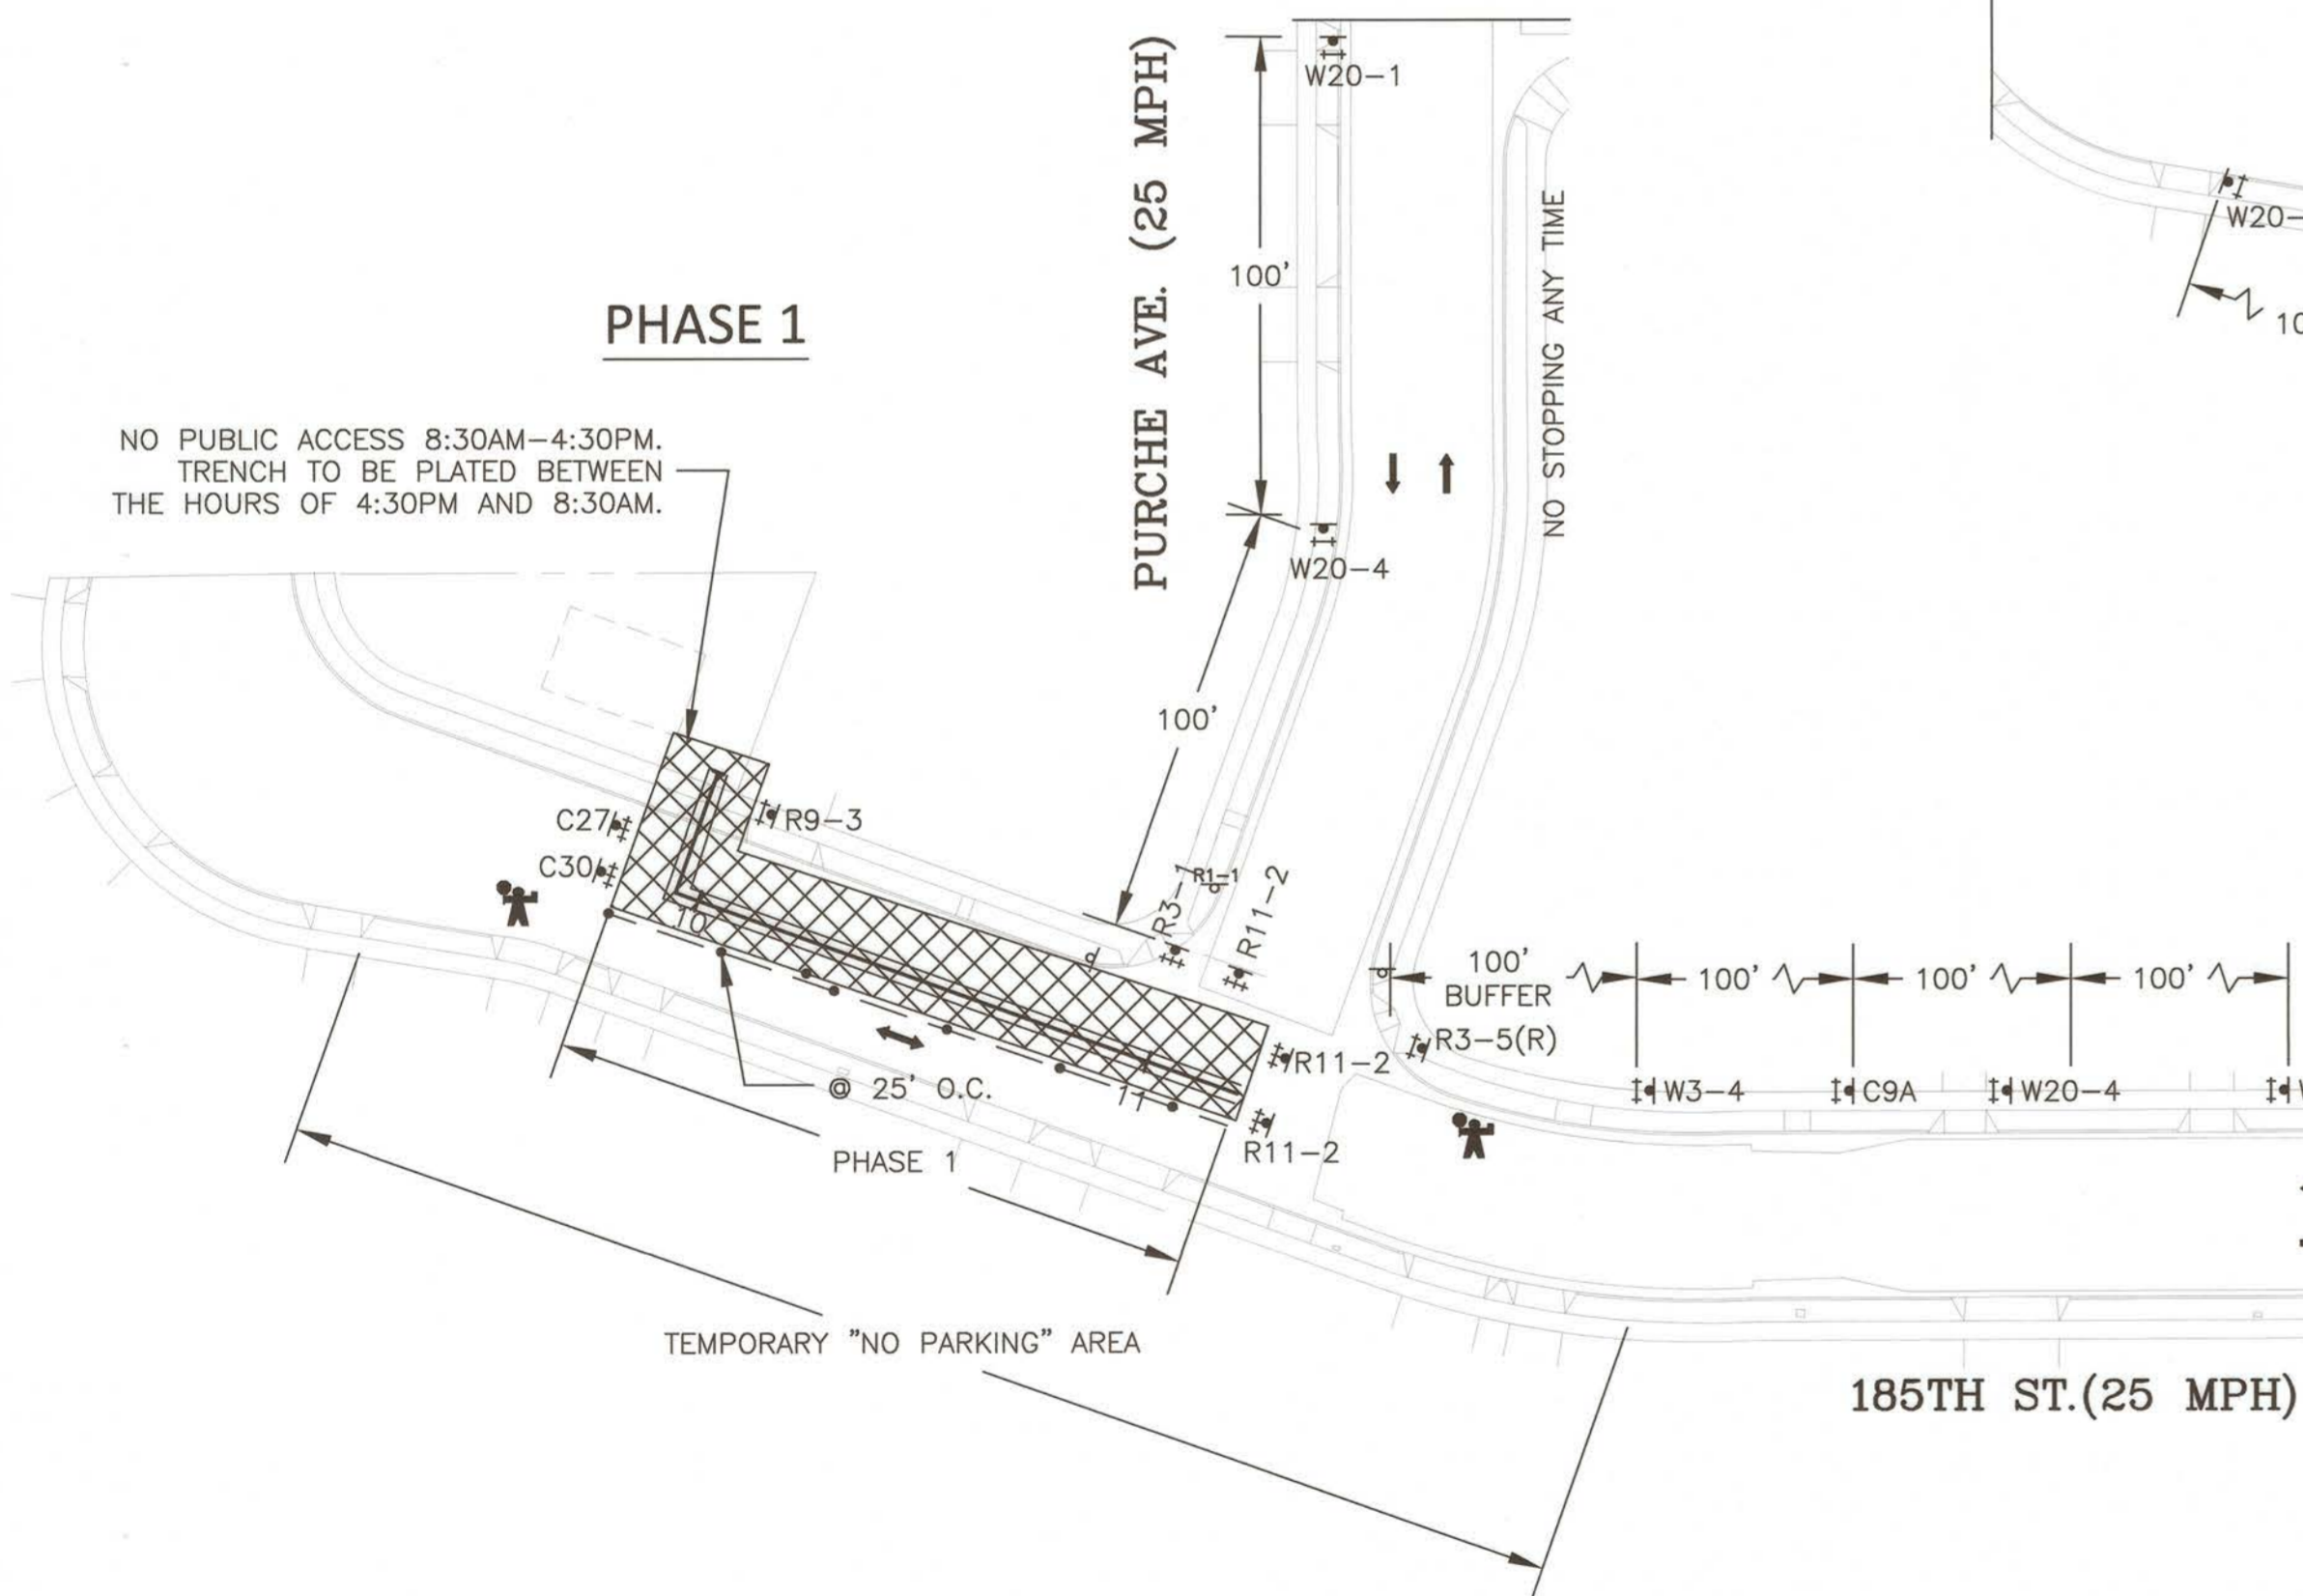 PURCHE AVE. (25 MPH)
W20-1
100'
NO STOPPING ANY TIME
W20-
PHASE 1
NO PUBLIC ACCESS 8:30AM-4:30PM.
TRENCH TO BE PLATED BETWEEN
THE HOURS OF 4:30PM AND 8:30AM.
W20-4
100'
C27
R9-3
C30
R3-1
R1-1
R11-2
10
100'
BUFFER
100'
100'
100'
R3-5(R)
R11-2
W3-4
C9A
W20-4
@ 25' O.C.
11
R11-2
PHASE 1
TEMPORARY "NO PARKING" AREA
185TH ST.(25 MPH)